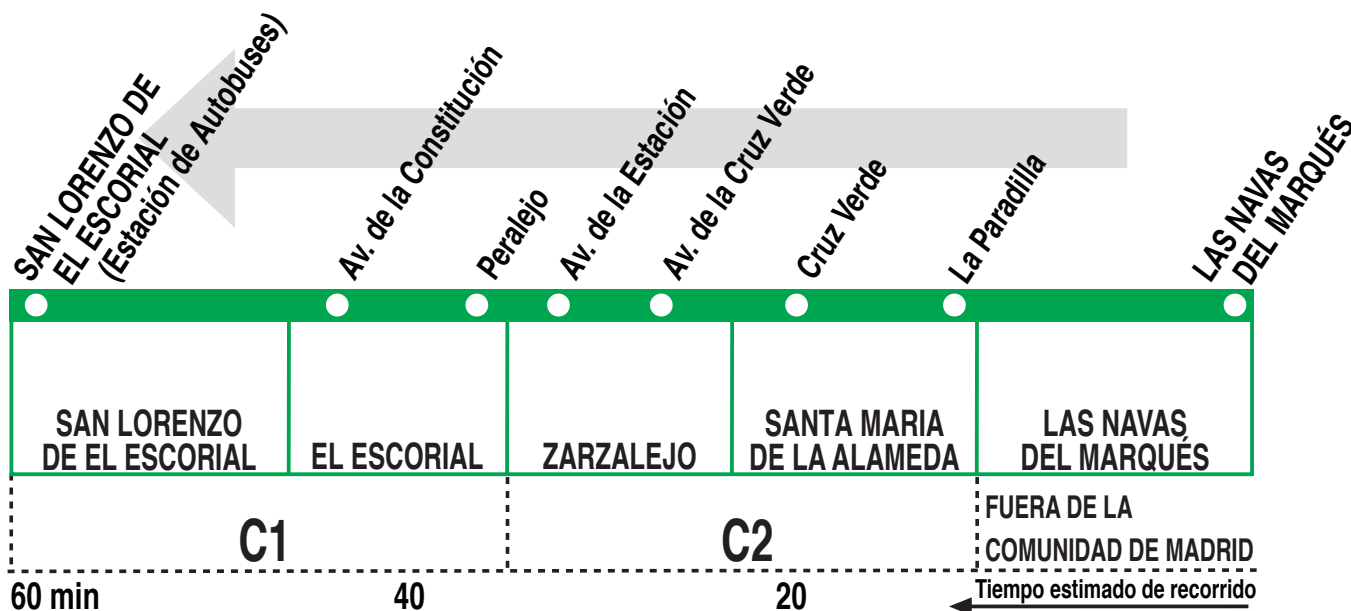 SAN LORENZO DE
EL ESCORIAL
(Estación de Autobuses)
Av. de la Constitución
Peralejo
Av. de la Estación
Av. de la Cruz Verde
Cruz Verde
La Paradilla
LAS NAVAS
DEL MARQUÉS
SAN LORENZO
DE EL ESCORIAL
EL ESCORIAL
ZARZALEJO
SANTA MARIA
DE LA ALAMEDA
LAS NAVAS
DEL MARQUÉS
C1
C2
FUERA DE LA
COMUNIDAD DE MADRID
60 min
40
20
Tiempo estimado de recorrido